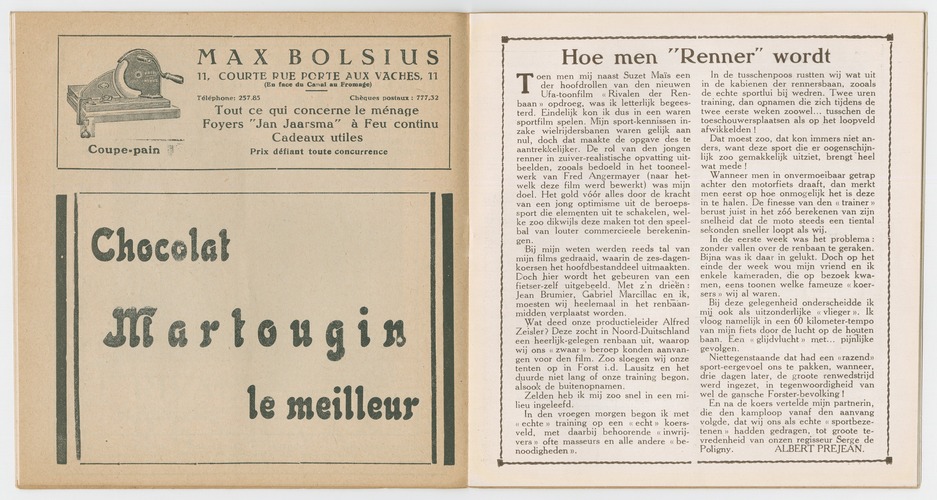 MAX BOLSIUS
11, COURTE RUE PORTE AUX VACHES, 11
(En face du Canal au Fromage)
Téléphone: 257.85 Chèques postaux: 777,32
Tout ce qui concerne le ménage
Foyers "Jan Jaarsma" à Feu continu
Cadeaux utiles
Prix défiant toute concurrence
Coupe-pain
Chocolat
Martougin
le meilleur
Hoe men "Renner" wordt
Toen men mij naast Suzet Maïs een
der hoofdrollen van den nieuwen
Ufa-toonfilm « Rivalen der Ren-
baan » opdroeg, was ik letterlijk begees-
terd. Eindelijk kon ik dus in een waren
sportfilm spelen. Mijn sport-kennissen in-
zake wielrijdersbanen waren gelijk aan
nul, doch dat maakte de opgave des te
aantrekkelijker. De rol van den jongen
renner in zuiver-realistische opvatting uit-
beelden, zooals bedoeld in het tooneel-
werk van Fred Angermayer (naar het-
welk deze film werd bewerkt) was mijn
doel. Het gold vóór alles door de kracht
van een jong optimisme uit de beroeps-
sport die elementen uit te schakelen, wel-
ke zoo dikwijls deze maken tot den speel-
bal van louter commercieele berekenin-
gen.
Bij mijn weten werden reeds tal van
mijn films gedraaid, waarin de zes-dagen-
koersen het hoofdbestanddeel uitmaakten.
Doch hier wordt het gebeuren van een
fietser-zelf uitgebeeld. Met z'n drieën:
Jean Brumier, Gabriel Marcillac en ik,
moesten wij heelemaal in het renbaan-
midden verplaatst worden.
Wat deed onze productieleider Alfred
Zeisler? Deze zocht in Noord-Duitschland
een heerlijk-gelegen renbaan uit, waarop
wij ons « zwaar » beroep konden aanvan-
gen voor den film. Zoo sloegen wij onze
tenten op in Forst i.d. Lausitz en het
duurde niet lang of onze training begon,
alsook de buitenopnamen.
Zelden heb ik mij zoo snel in een mi-
lieu ingeleefd.
In den vroegen morgen begon ik met
« echte » training op een « echt » koers-
veld, met daarbij behoorende « inwrij-
vers » ofte masseurs en alle andere « be-
noodigheden ».
In de tusschenpoos rustten wij wat uit
in de kabienen der rennersbaan, zooals
de echte sportlui bij wedren. Twee uren
training, dan opnamen die zich tijdens de
twee eerste weken zoowel... tusschen de
toeschouwersplaatsen als op het loopveld
afwikkelden !
Dat moest zoo, dat kon immers niet an-
ders, want deze sport die er oogenschijn-
lijk zoo gemakkelijk uitziet, brengt heel
wat mede !
Wanneer men in onvermoeibaar getrap
achter den motorfiets draaft, dan merkt
men eerst op hoe onmogelijk het is deze
in te halen. De finesse van den « trainer »
berust juist in het zóó berekenen van zijn
snelheid dat de moto steeds een tiental
sekonden sneller loopt als wij.
In de eerste week was het problema :
zonder vallen over de renbaan te geraken.
Bijna was ik daar in gelukt. Doch op het
einde der week wou mijn vriend en ik
enkele kameraden, die op bezoek kwa-
men, eens toonen welke fameuze « koer-
sers » wij al waren.
Bij deze gelegenheid onderscheidde ik
mij ook als uitzonderlijke « vlieger ». Ik
vloog namelijk in een 60 kilometer-tempo
van mijn fiets door de lucht op de houten
baan. Een « glijdvlucht » met... pijnlijke
gevolgen.
Niettegenstaande dat had een «razend»
sport-eergevoel ons te pakken, wanneer,
drie dagen later, de groote renwedstrijd
werd ingezet, in tegenwoordigheid van
wel de gansche Forster-bevolking !
En na de koers vertelde mijn partnerin,
die den kamploop vanaf den aanvang
volgde, dat wij ons als echte « sportbeze-
tenen » hadden gedragen, tot groote te-
vredenheid van onzen regisseur Serge de
Poligny. ALBERT PREJEAN.